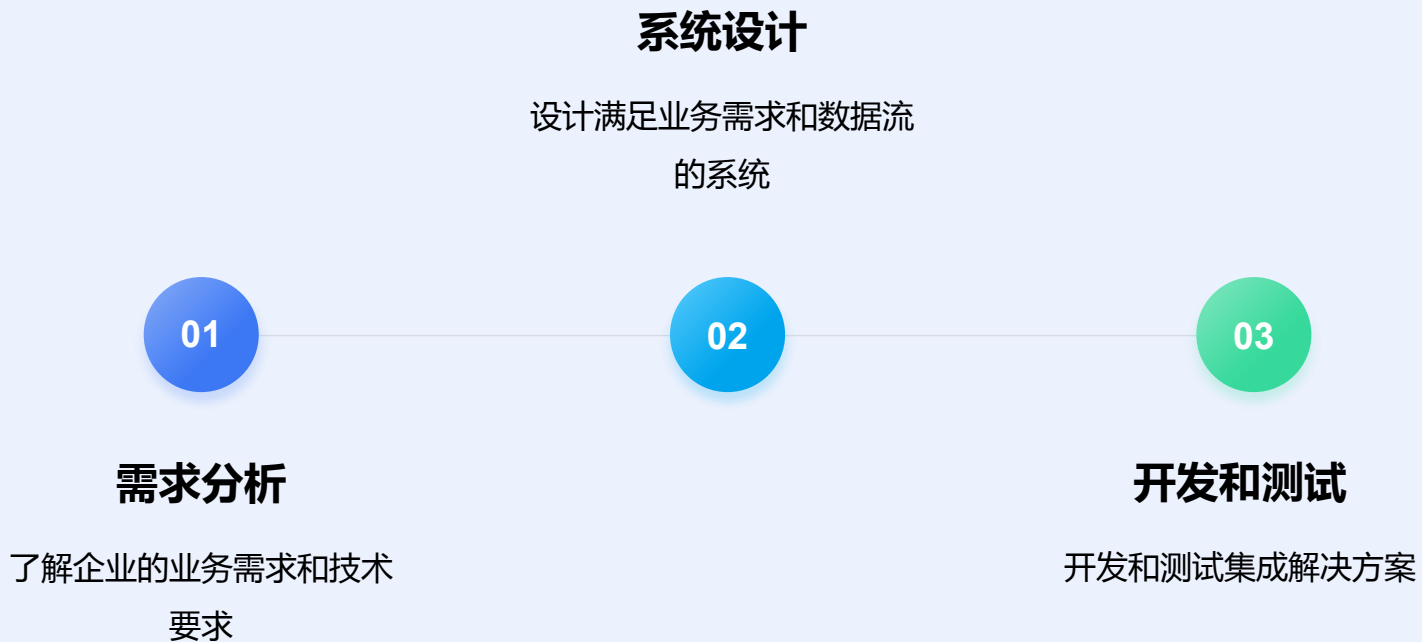 系统设计
设计满足业务需求和数据流
的系统
01
02
03
需求分析
了解企业的业务需求和技术
要求
开发和测试
开发和测试集成解决方案